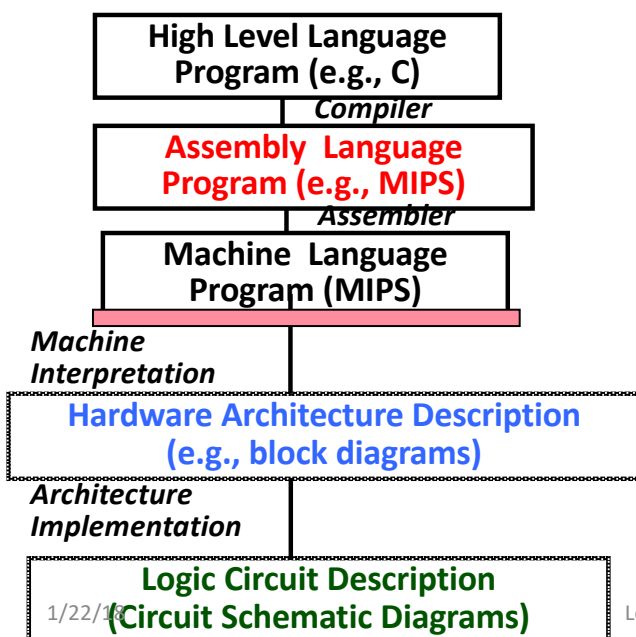 High Level Language
Program (e.g., C)
Compiler
Assembly Language
Program (e.g., MIPS)
Assembler
Machine Language
Program (MIPS)
Machine
Interpretation
Hardware Architecture Description
(e.g., block diagrams)
Architecture
Implementation
Logic Circuit Description
(Circuit Schematic Diagrams)
1/22/18